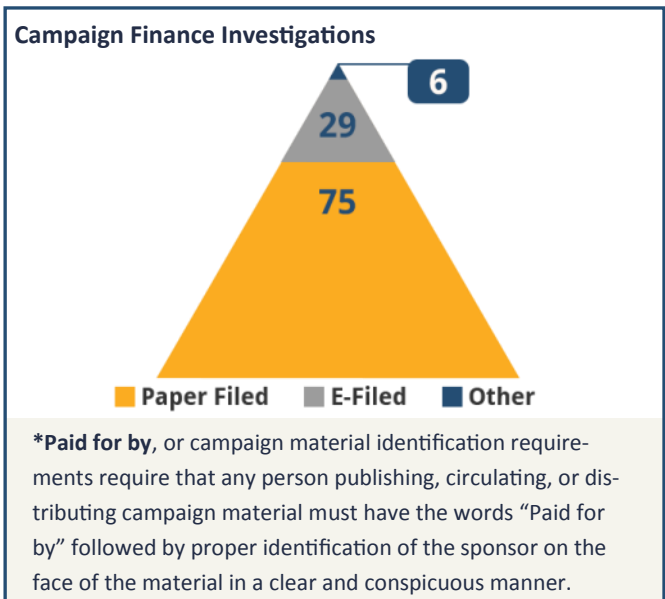 Campaign Finance Investigations
6
29
75
Paper Filed E-Filed Other
*Paid for by, or campaign material identification require-
ments require that any person publishing, circulating, or dis-
tributing campaign material must have the words “Paid for
by” followed by proper identification of the sponsor on the
face of the material in a clear and conspicuous manner.